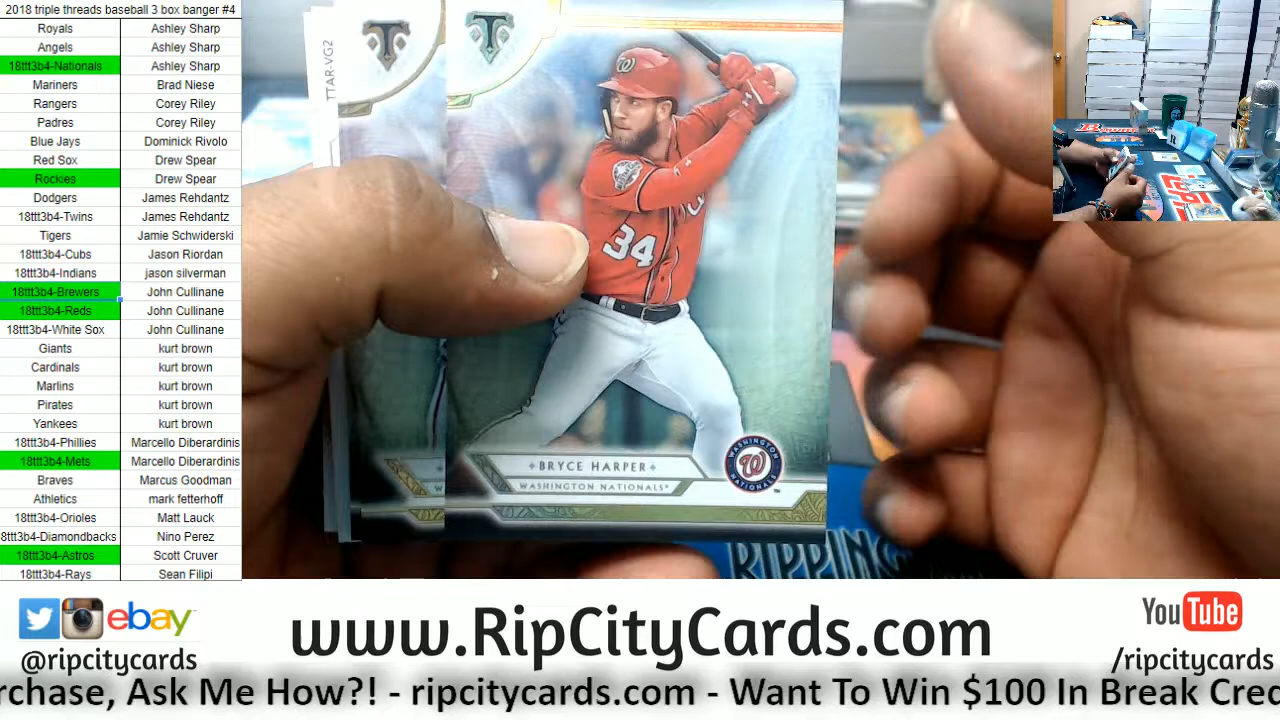 2018 triple threads baseball 3 box banger #4
Royals Ashley Sharp
Angels Ashley Sharp
18ttt3b4-Nationals Ashley Sharp
Mariners Brad Niese
Rangers Corey Riley
Padres Corey Riley
Blue Jays Dominick Rivolo
Red Sox Drew Spear
Rockies Drew Spear
Dodgers James Rehdantz
18ttt3b4-Twins James Rehdantz
Tigers Jamie Schwiderski
18ttt3b4-Cubs Jason Riordan
18ttt3b4-Indians jason silverman
18ttt3b4-Brewers John Cullinane
18ttt3b4-Reds John Cullinane
18ttt3b4-White Sox John Cullinane
Giants kurt brown
Cardinals kurt brown
Marlins kurt brown
Pirates kurt brown
Yankees kurt brown
18ttt3b4-Phillies Marcello Diberardinis
18ttt3b4-Mets Marcello Diberardinis
Braves Marcus Goodman
Athletics mark fetterhoff
18ttt3b4-Orioles Matt Lauck
8ttt3b4-Diamondbacks Nino Perez
18ttt3b4-Astros Scott Cruver
18ttt3b4-Rays Sean Filipi
TTAR-VG2
TT
TT
W
34
BRYCE HARPER
WASHINGTON NATIONALS
WASHINGTON
W
NATIONALS
W
RIPPING
ebay
@ripcitycards
www.RipCityCards.com
YouTube
/ripcitycards
rchase, Ask Me How?! - ripcitycards.com - Want To Win $100 In Break Cred